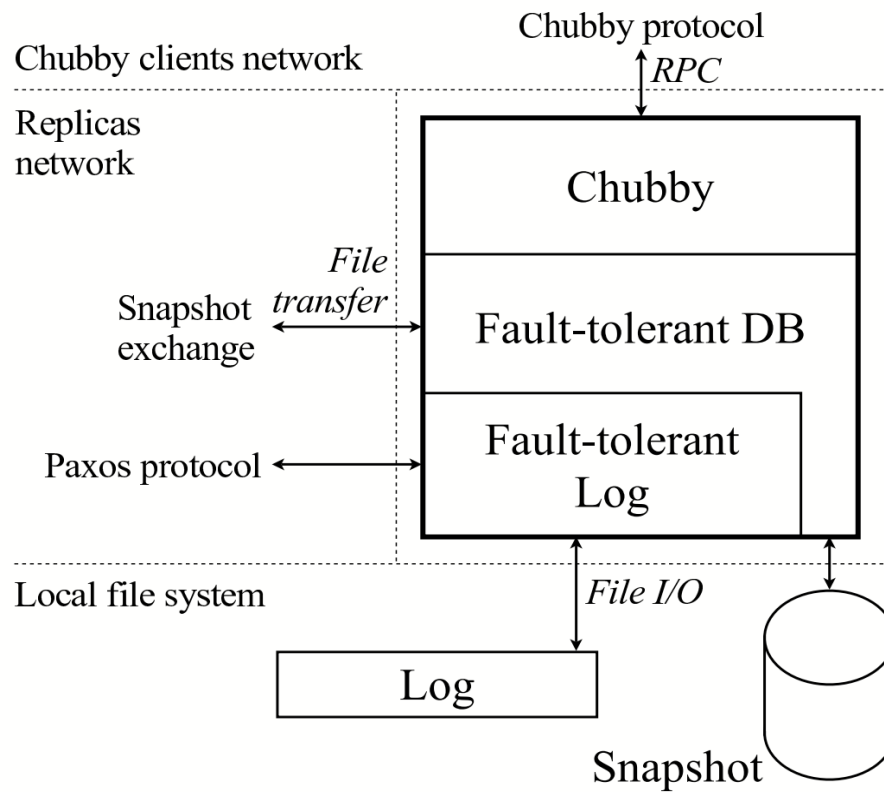 Chubby protocol
Chubby clients network
RPC
Replicas
network
Chubby
File
transfer
Snapshot
exchange
Fault-tolerant DB
Paxos protocol
Fault-tolerant
Log
Local file system
File I/O
Log
Snapshot